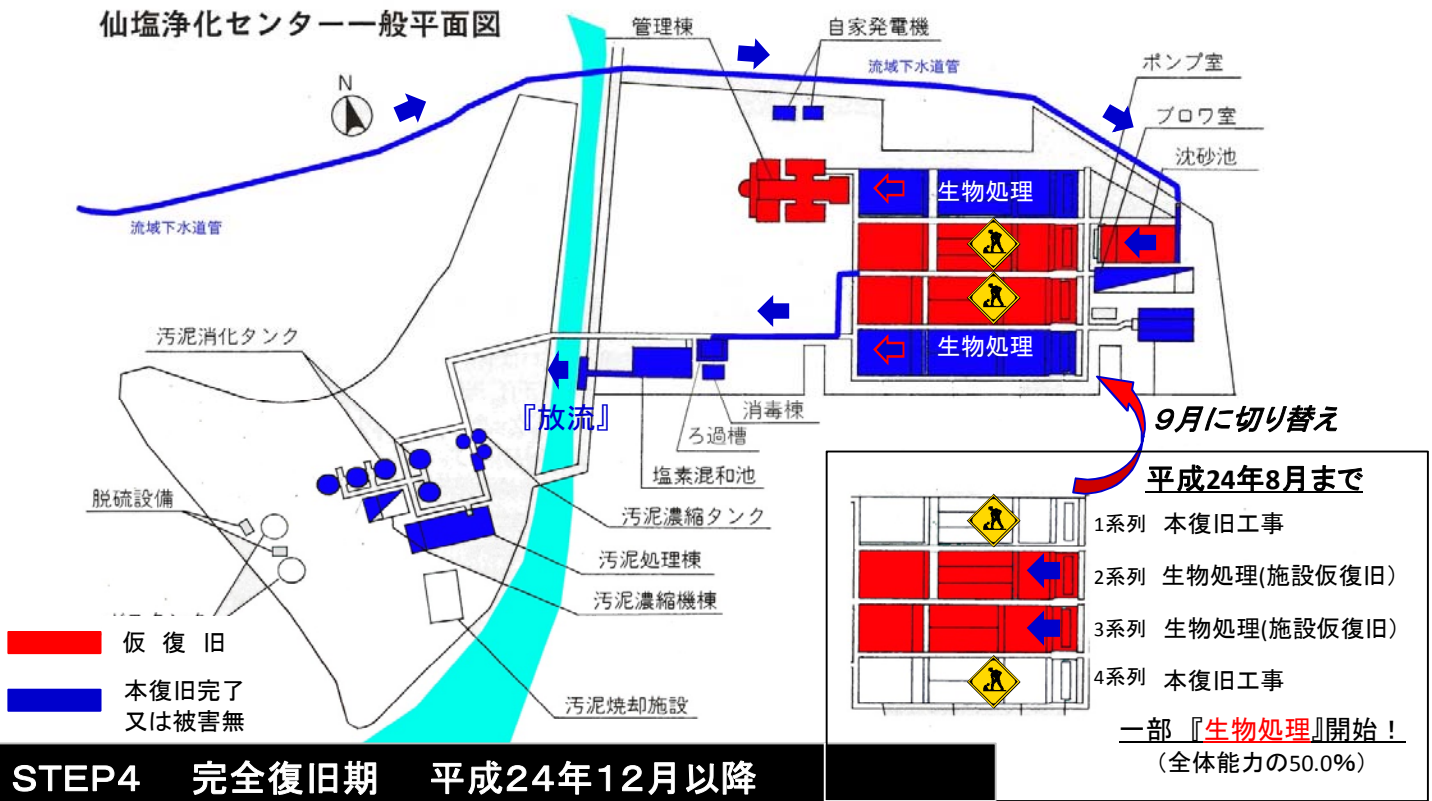 仙塩浄化センター一般平面図
管理棟
自家発電機
流域下水道管
ポンプ室
ブロワ室
沈砂池
N
流域下水道管
生物処理
生物処理
汚泥消化タンク
『放流』
消毒棟
ろ過槽
塩素混和池
9月に切り替え
脱硫設備
汚泥濃縮タンク
汚泥処理棟
汚泥濃縮機棟
汚泥焼却施設
仮 復 旧
本復旧完了
又は被害無
平成24年8月まで
1系列 本復旧工事
2系列 生物処理(施設仮復旧)
3系列 生物処理(施設仮復旧)
4系列 本復旧工事
一部 『生物処理』開始！
（全体能力の50.0%）
STEP4 完全復旧期 平成24年12月以降